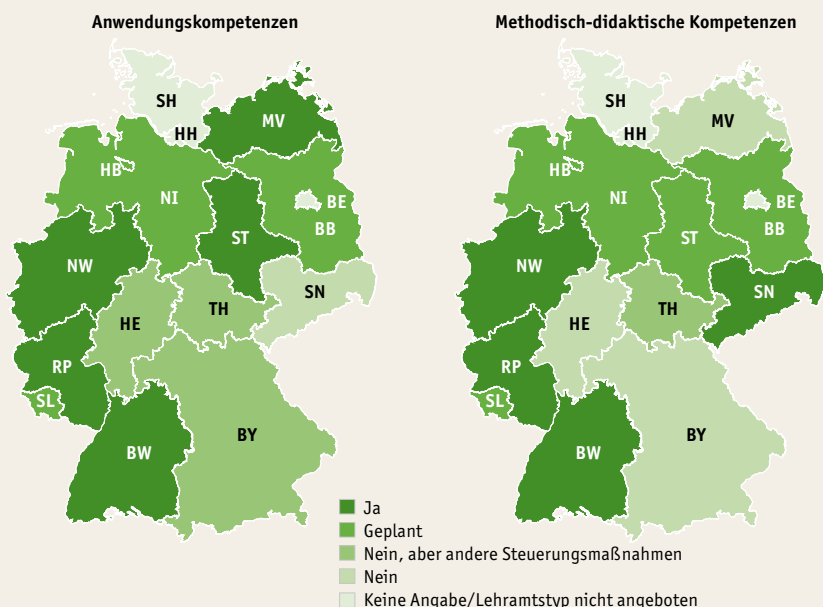 Anwendungskompetenzen
SH
HH
MV
HB
NI
BE
BB
ST
NW
SN
TH
HE
RP
SL
BY
BW
Methodisch-didaktische Kompetenzen
SH
HH
MV
HB
NI
BE
BB
ST
NW
SN
TH
HE
RP
SL
BY
BW
Ja
Geplant
Nein, aber andere Steuerungsmaßnahmen
Nein
Keine Angabe/Lehramtstyp nicht angeboten